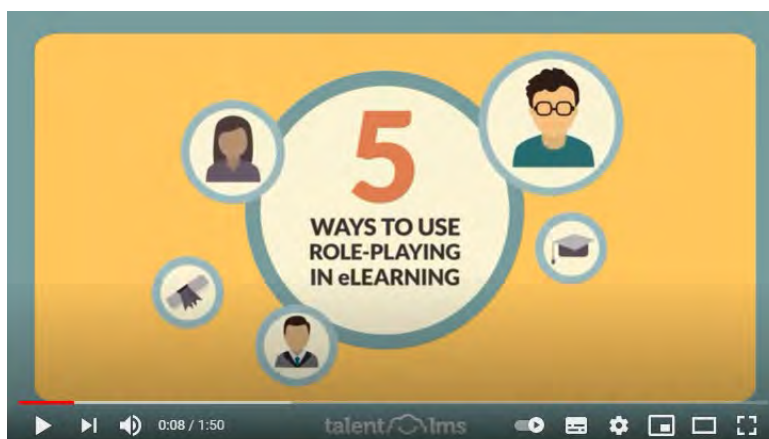 5
WAYS TO USE
ROLE-PLAYING
IN eLEARNING
0:08 / 1:50
talentlms